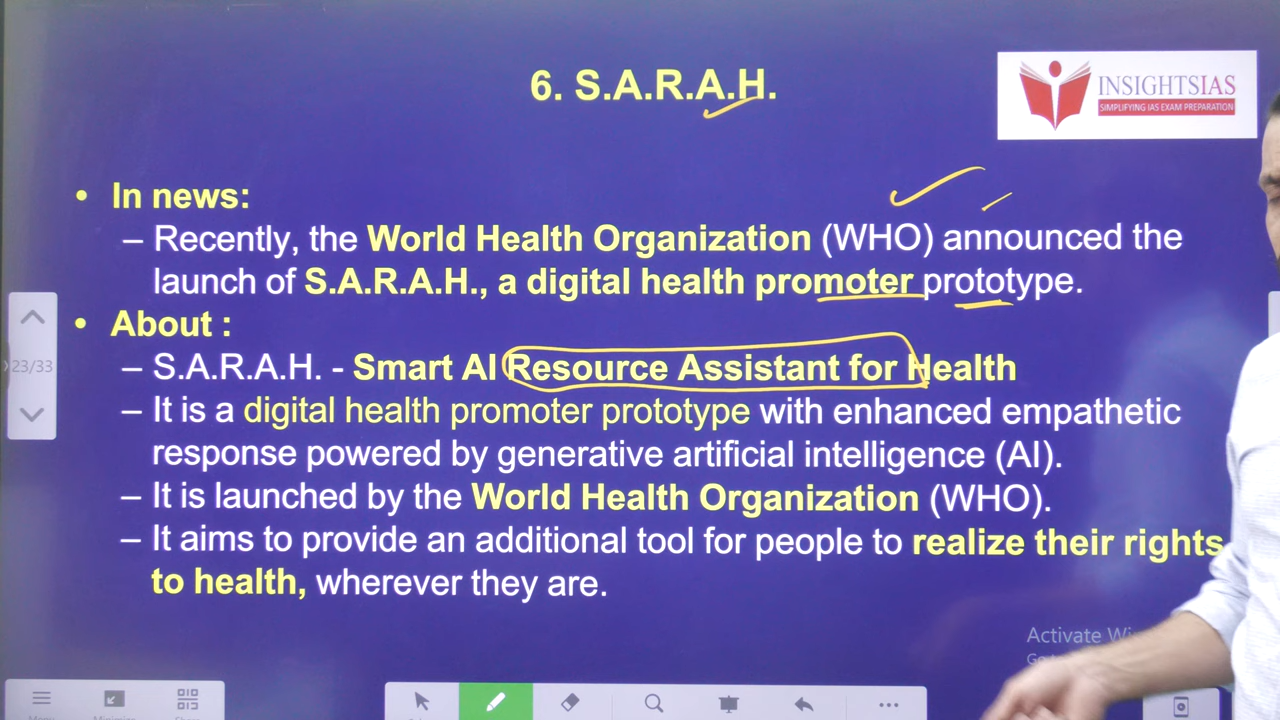 6. S.A.R.A.H.
INSIGHTSIAS
SIMPLIFYING IAS EXAM PREPARATION
• In news:
– Recently, the World Health Organization (WHO) announced the
launch of S.A.R.A.H., a digital health promoter prototype.
• About :
– S.A.R.A.H. - Smart AI Resource Assistant for Health
– It is a digital health promoter prototype with enhanced empathetic
response powered by generative artificial intelligence (AI).
– It is launched by the World Health Organization (WHO).
– It aims to provide an additional tool for people to realize their rights
to health, wherever they are.
23/33
Activate